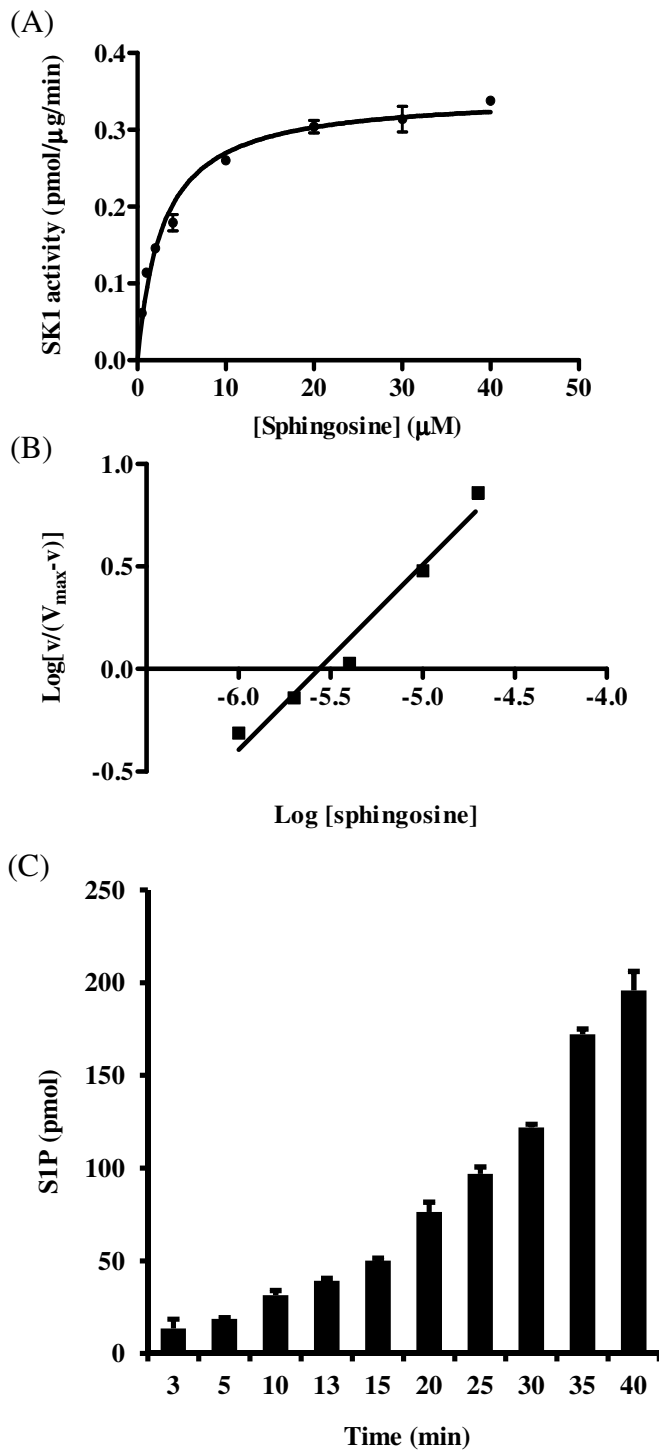 (A)
SK1 activity (pmol/μg/min)
0.4
0.3
0.2
0.1
0.0
0 10 20 30 40 50
[Sphingosine] (μM)
(B)
Log[v/(Vmax-v)]
1.0
0.5
0.0
-0.5
-6.0 -5.5 -5.0 -4.5 -4.0
Log [sphingosine]
(C)
S1P (pmol)
250
200
150
100
50
0
3 5 10 13 15 20 25 30 35 40
Time (min)